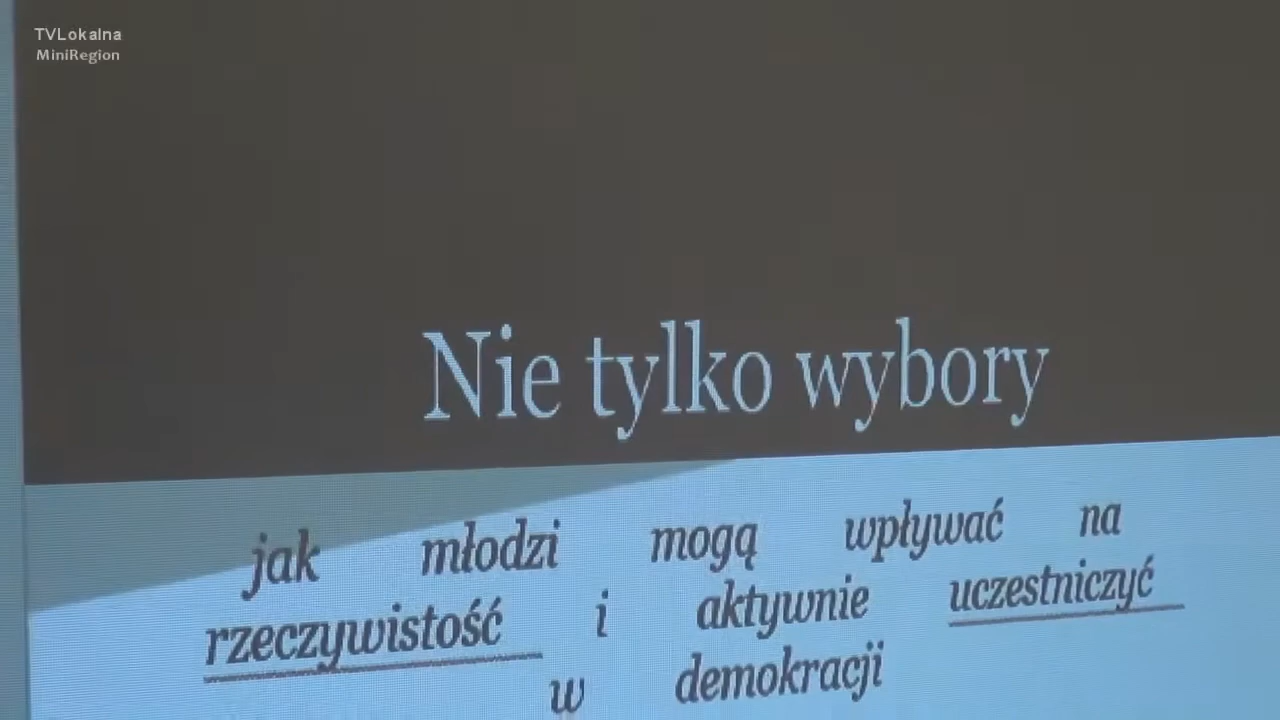 TVLokalna
MiniRegion
Nie tylko wybory
jak młodzi mogą wpływać na
rzeczywistość i aktywnie uczestniczyć
w demokracji